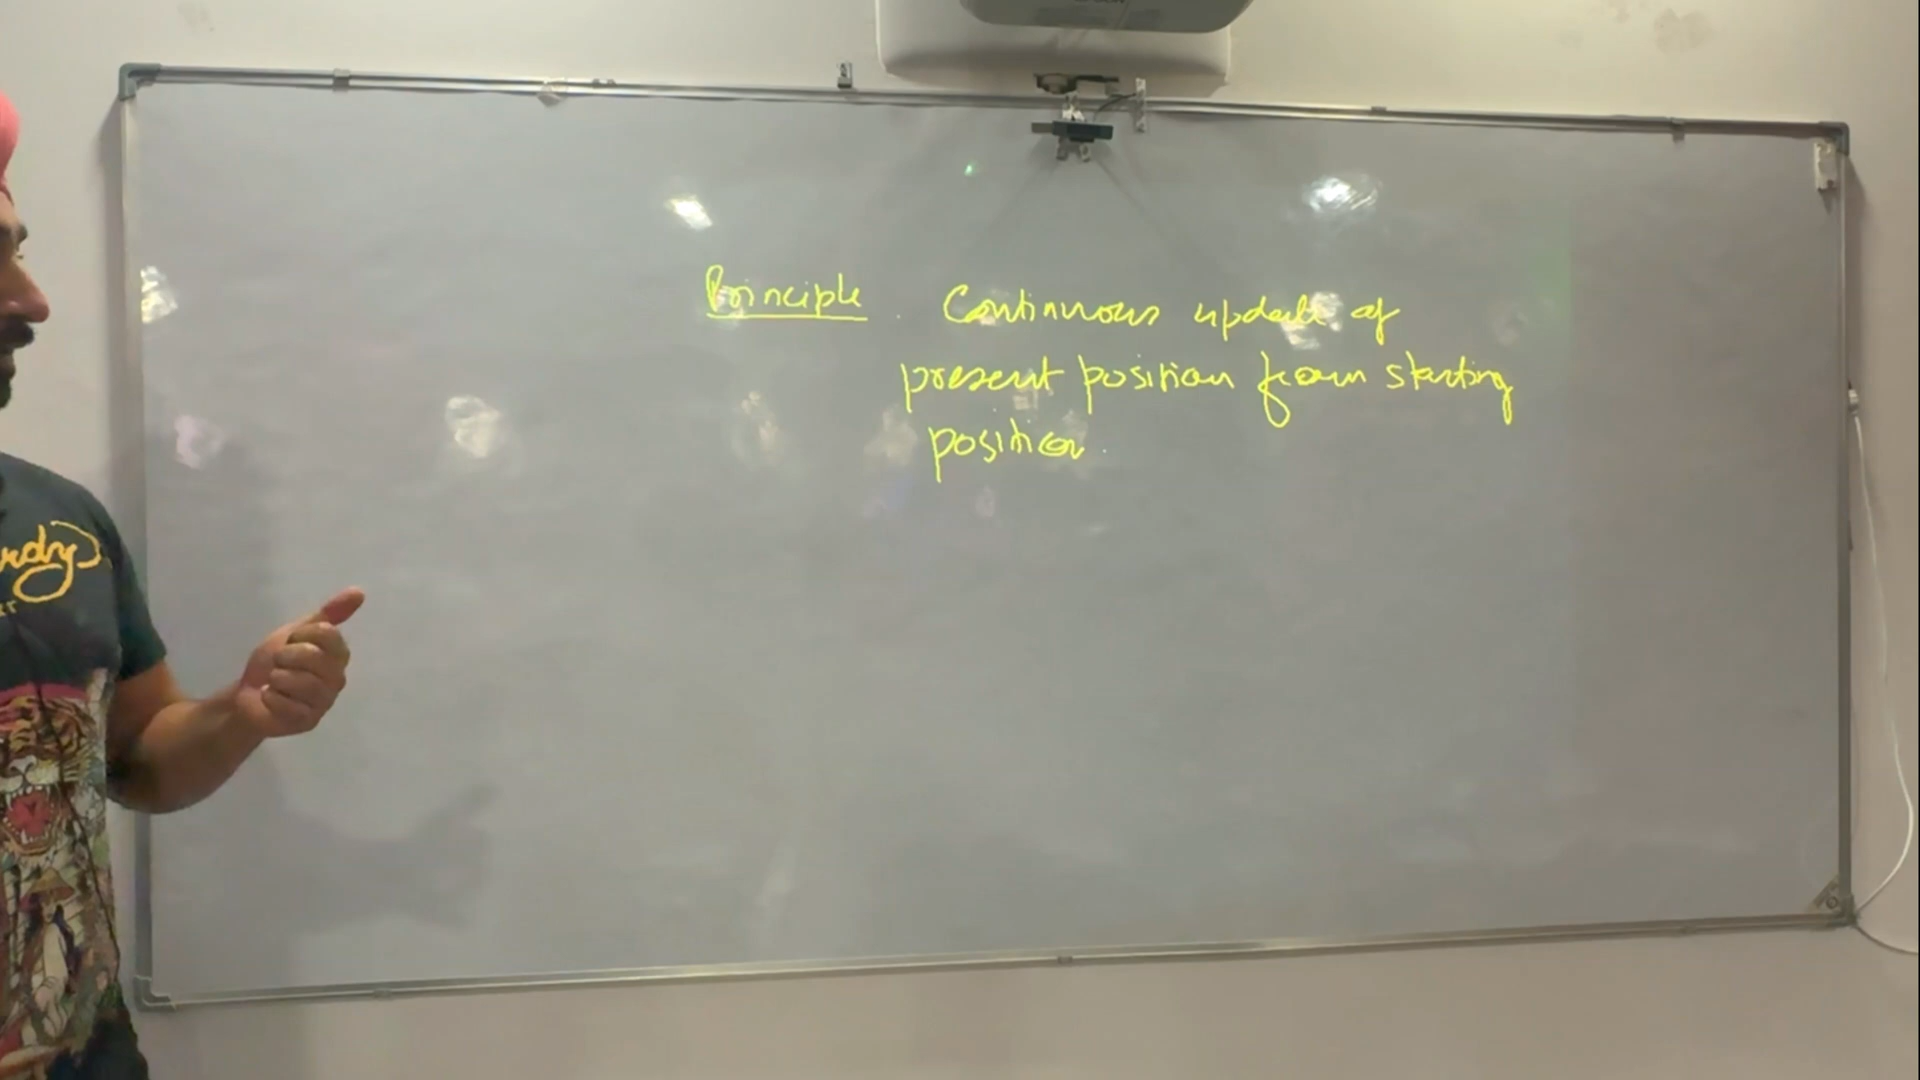 Principle. Continuous update of
present position from starting
position.